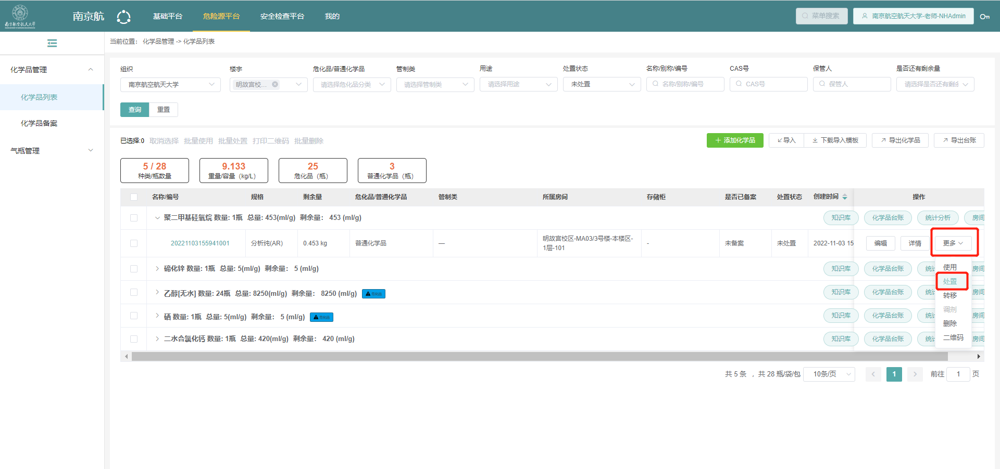 南京航空航天大学
南京航
基础平台
危险源平台
安全检查平台
我的
菜单搜索
南京航空航天大学-老师-NHAdmin
当前位置： 化学品管理 -> 化学品列表
化学品管理
化学品列表
化学品备案
气瓶管理
组织
楼宇
危化品/普通化学品
管制类
用途
处置状态
名称/别称/编号
CAS号
保管人
是否还有剩余量
南京航空航天大学
明故宫校...
请选择危化品分类
请选择管制类
请选择用途
未处置
名称/别称/编号
CAS号
保管人
请选择是否还有剩余
查询
重置
已选择:0 取消选择 批量使用 批量处置 打印二维码 批量删除
添加化学品
导入
下载导入模板
导出化学品
导出台账
5 / 28
种类/瓶数量
9.133
重量/容量（kg/L）
25
危化品（瓶）
3
普通化学品（瓶）
名称/编号 规格 剩余量 危化品/普通化学品 管制类 所属房间 存储柜 是否已备案 处置状态 创建时间 操作
聚二甲基硅氧烷 数量: 1瓶 总量: 453(ml/g) 剩余量： 453 (ml/g)
知识库 化学品台账 统计分析 房间
20221103155941001 分析纯(AR) 0.453 kg 普通化学品 — 明故宫校区-MA03/3号楼-本楼区-
1层-101
- 未备案 未处置 2022-11-03 15 编辑 详情 更多
碲化锌 数量: 1瓶 总量: 5(ml/g) 剩余量： 5 (ml/g)
知识库 化学品台账 统计 房间
乙醇[无水] 数量: 24瓶 总量: 8250(ml/g) 剩余量： 8250 (ml/g) 危化品
知识库 化学品台账 统计 房间
硒 数量: 1瓶 总量: 5(ml/g) 剩余量： 5 (ml/g) 危化品
知识库 化学品台账 统计 房间
二水合氯化钙 数量: 1瓶 总量: 420(ml/g) 剩余量： 420 (ml/g)
知识库 化学品台账 统计 房间
使用
处置
转移
调剂
删除
二维码
共 5 条 ，共 28 瓶/袋/包
10条/页
1
前往 1 页